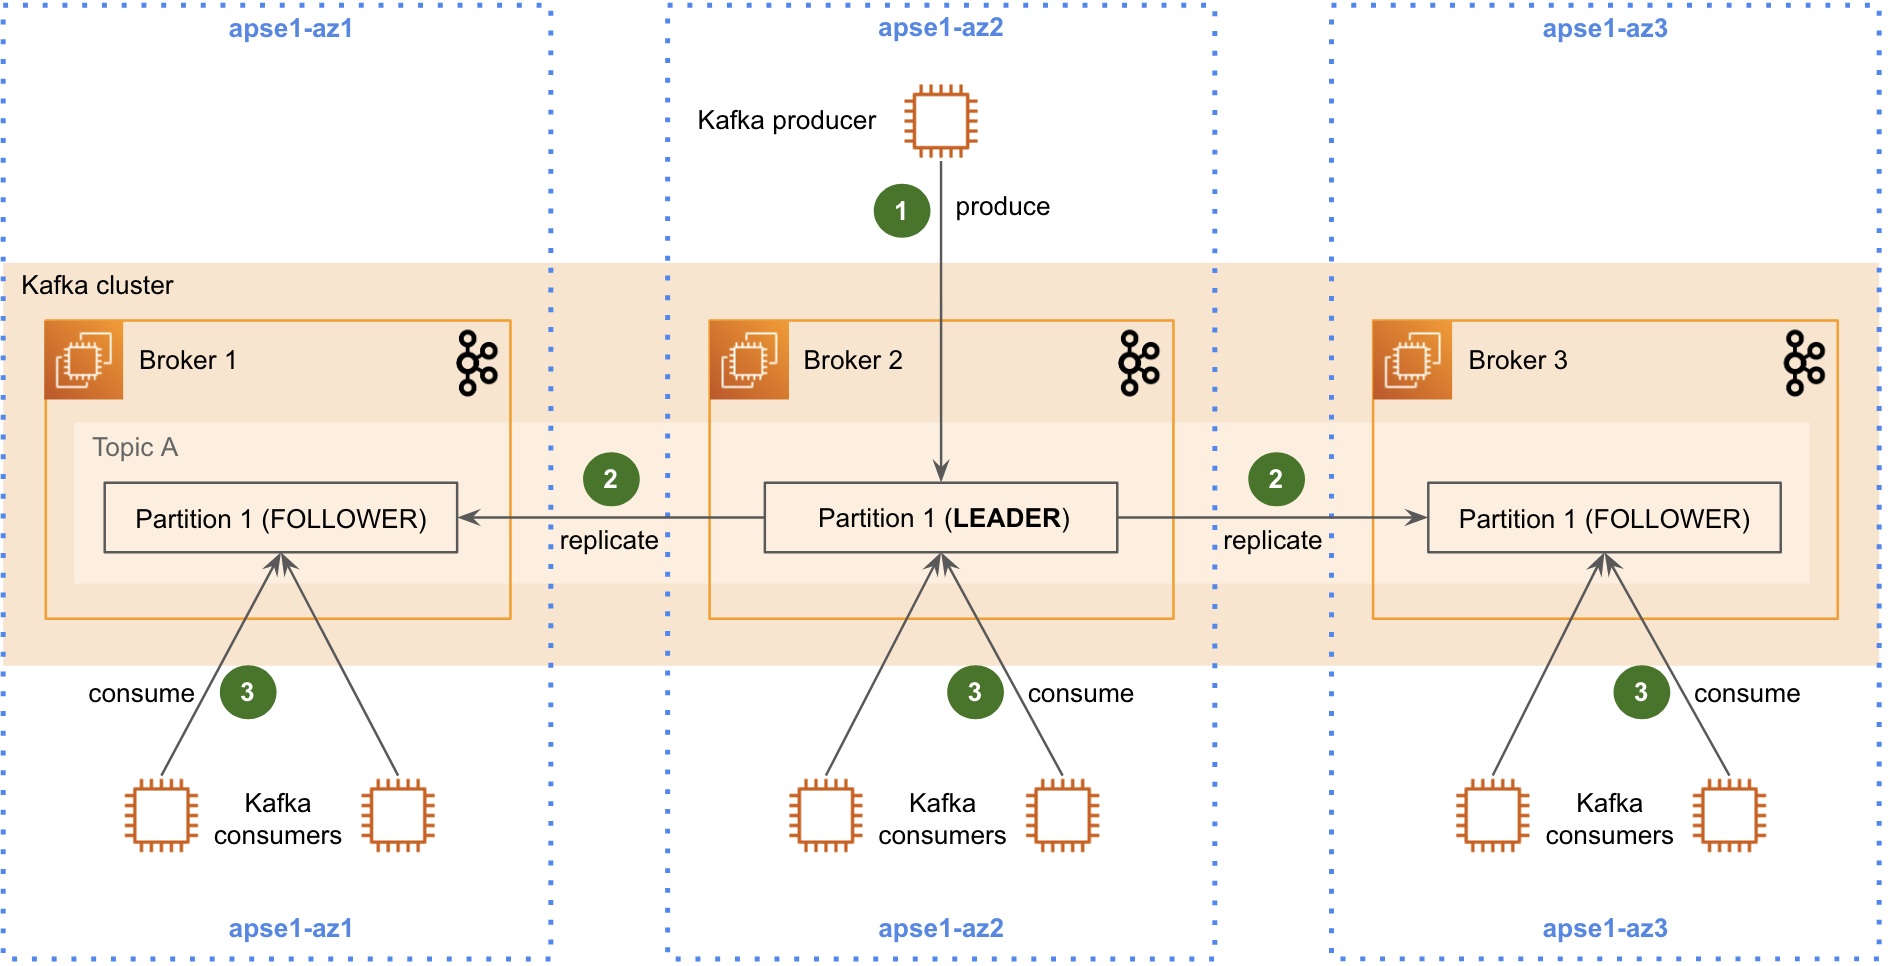 apse1-az1
apse1-az2
apse1-az3
Kafka producer
1
produce
Kafka cluster
Broker 1
Broker 2
Broker 3
Topic A
2
2
Partition 1 (FOLLOWER)
Partition 1 (LEADER)
Partition 1 (FOLLOWER)
replicate
replicate
consume
3
3
consume
3
consume
Kafka
consumers
Kafka
consumers
Kafka
consumers
apse1-az1
apse1-az2
apse1-az3